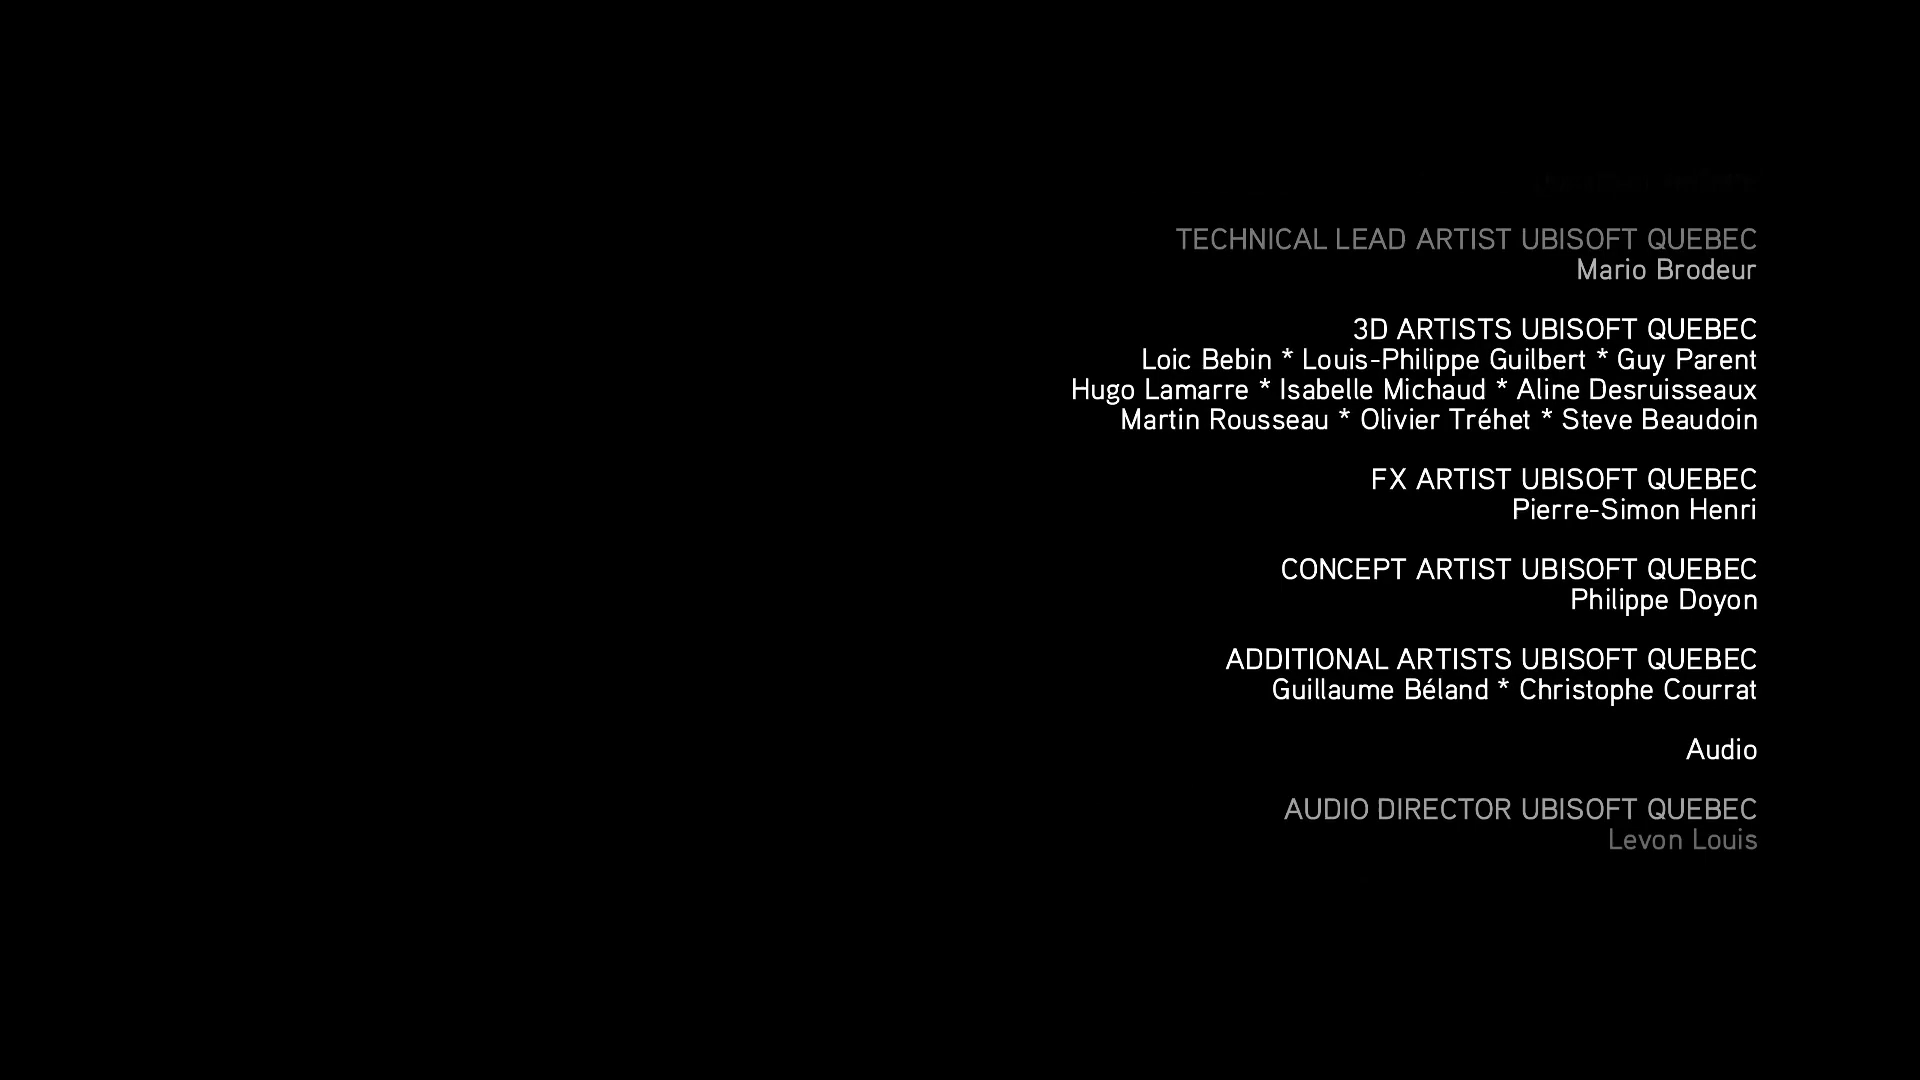 TECHNICAL LEAD ARTIST UBISOFT QUEBEC
Mario Brodeur
3D ARTISTS UBISOFT QUEBEC
Loic Bebin * Louis-Philippe Guilbert * Guy Parent
Hugo Lamarre * Isabelle Michaud * Aline Desruisseaux
Martin Rousseau * Olivier Tréhet * Steve Beaudoin
FX ARTIST UBISOFT QUEBEC
Pierre-Simon Henri
CONCEPT ARTIST UBISOFT QUEBEC
Philippe Doyon
ADDITIONAL ARTISTS UBISOFT QUEBEC
Guillaume Béland * Christophe Courrat
Audio
AUDIO DIRECTOR UBISOFT QUEBEC
Levon Louis